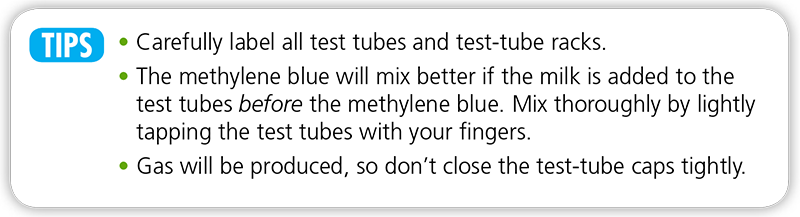 TIPS • Carefully label all test tubes and test-tube racks.
• The methylene blue will mix better if the milk is added to the
test tubes before the methylene blue. Mix thoroughly by lightly
tapping the test tubes with your fingers.
• Gas will be produced, so don’t close the test-tube caps tightly.